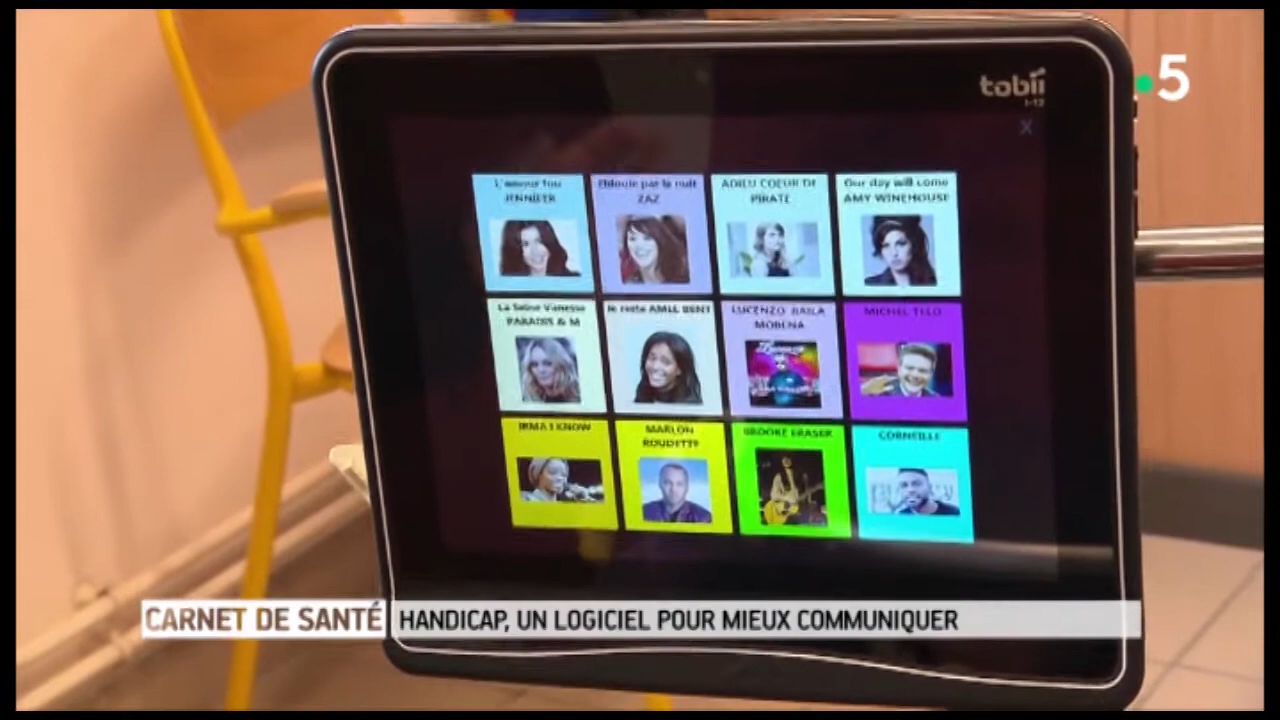 tobii
I-12
5
X
L'amour fou
JENNIFER
Eblouie par la nuit
ZAZ
ADIEU COEUR DE
PIRATE
Our day will come
AMY WINEHOUSE
La Seine Vanessa
PARADIS & M
Je reste AMEL BENT
LUCENZO BAILA
MORENA
MICHEL TELO
IRMA I KNOW
MARLON
ROUDETTE
BROOKE FRASER
CORNEILLE
CARNET DE SANTÉ
HANDICAP, UN LOGICIEL POUR MIEUX COMMUNIQUER